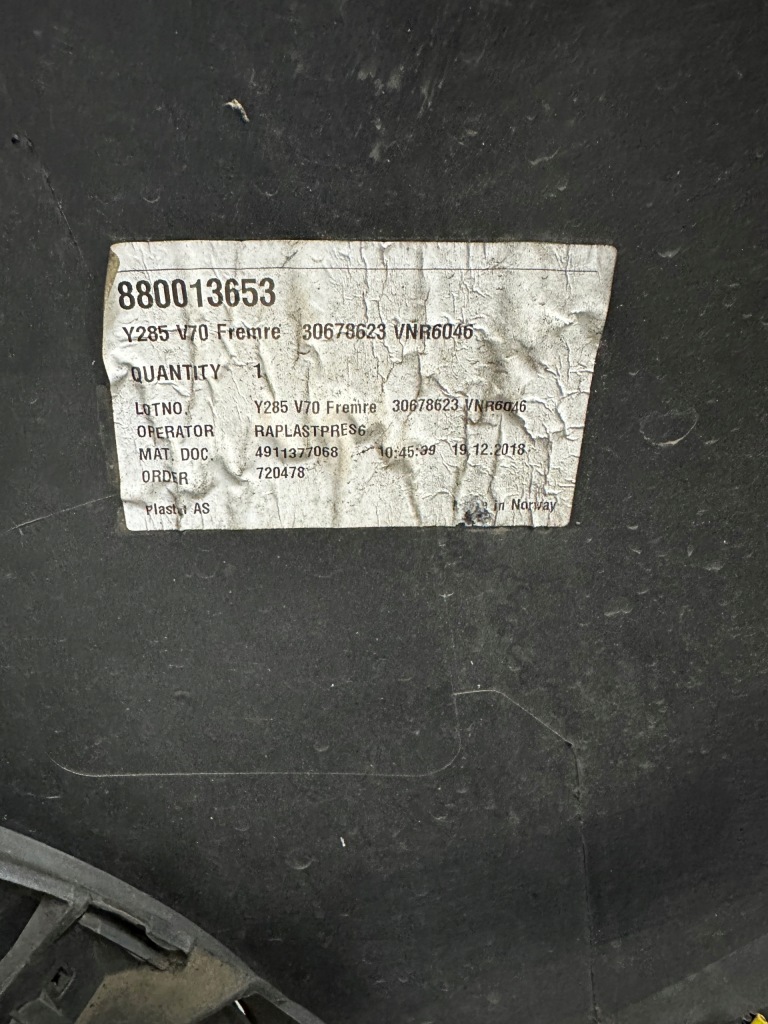 880013653
Y285 V70 Fremre 30678623 VNR6046
QUANTITY 1
LOTNO. Y285 V70 Fremre 30678623 VNR6046
OPERATOR RAPLASTPRES6
MAT. DOC. 4911377068 10:45:39 19.12.2018
ORDER 720478
AS in Norway